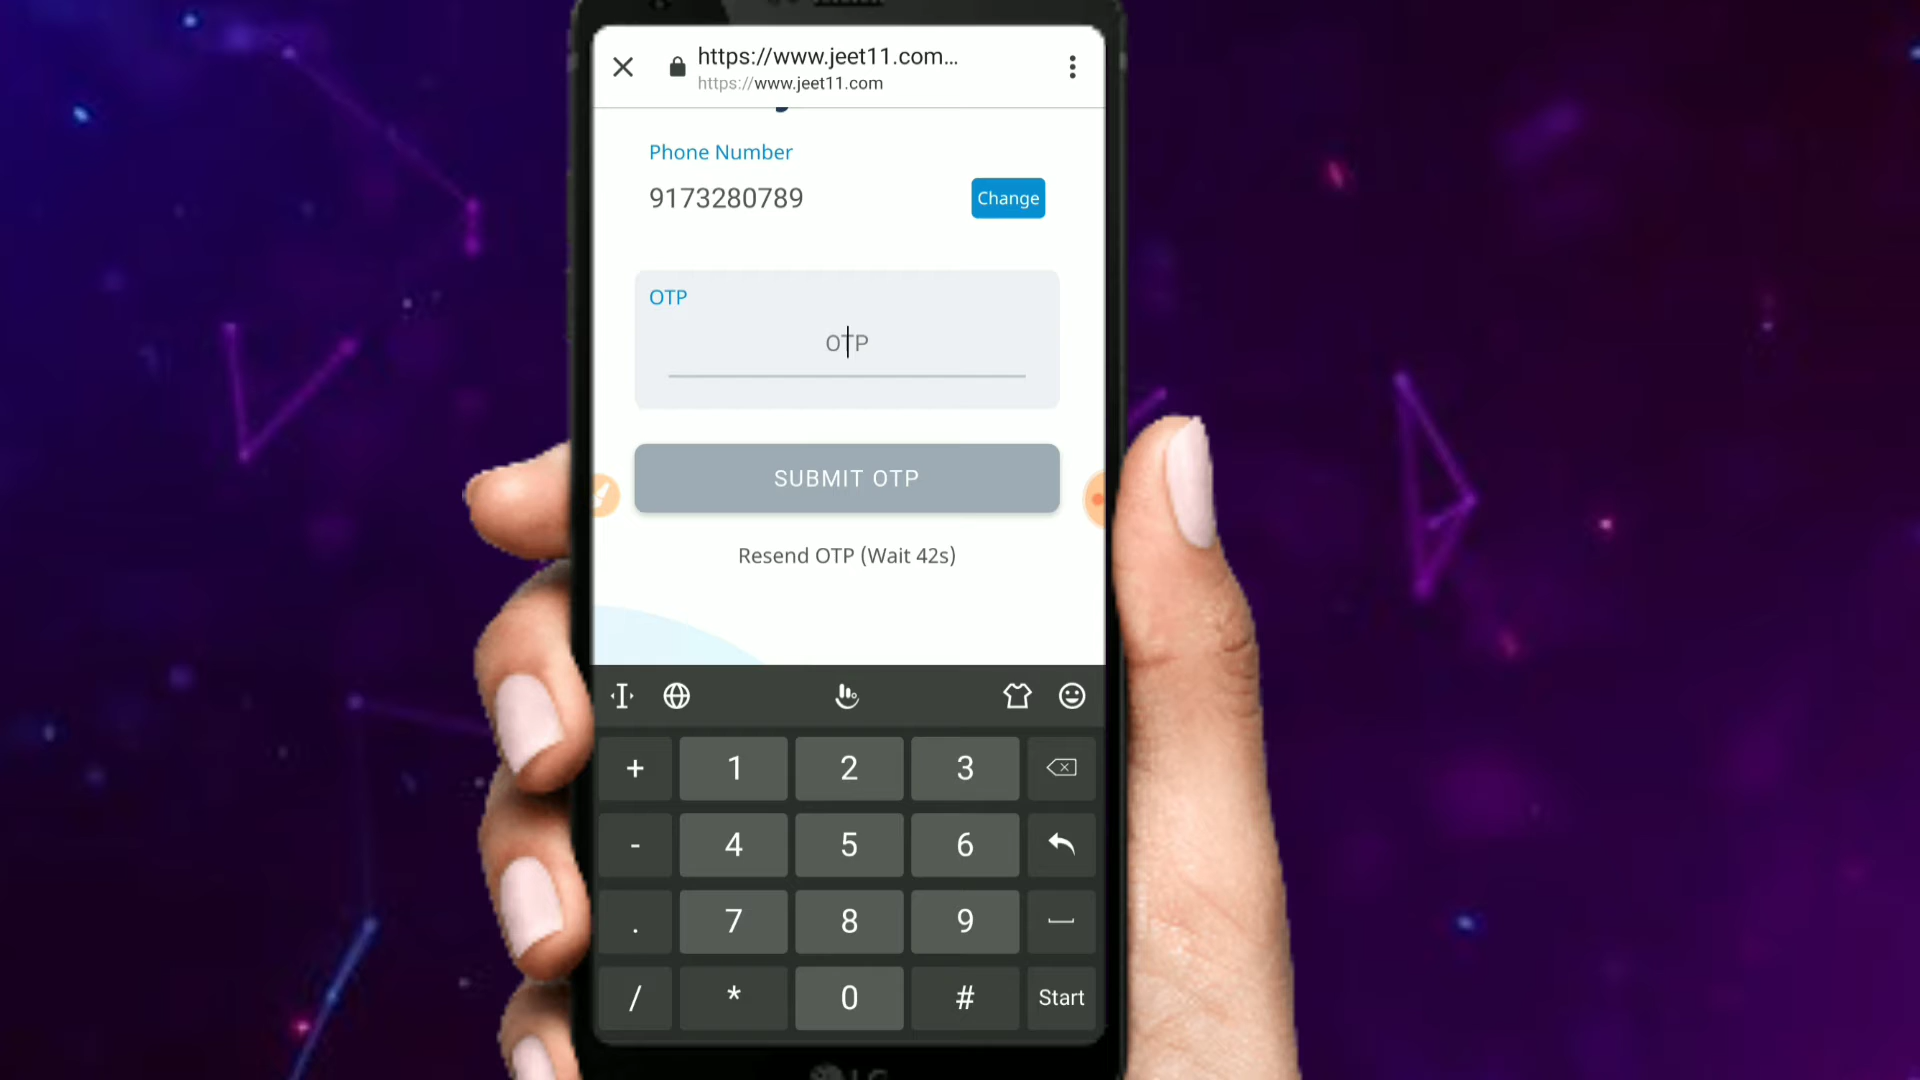 https://www.jeet11.com...
https://www.jeet11.com
Phone Number
9173280789
Change
OTP
OTP
SUBMIT OTP
Resend OTP (Wait 42s)
+ 1 2 3
- 4 5 6
. 7 8 9
/ * 0 # Start